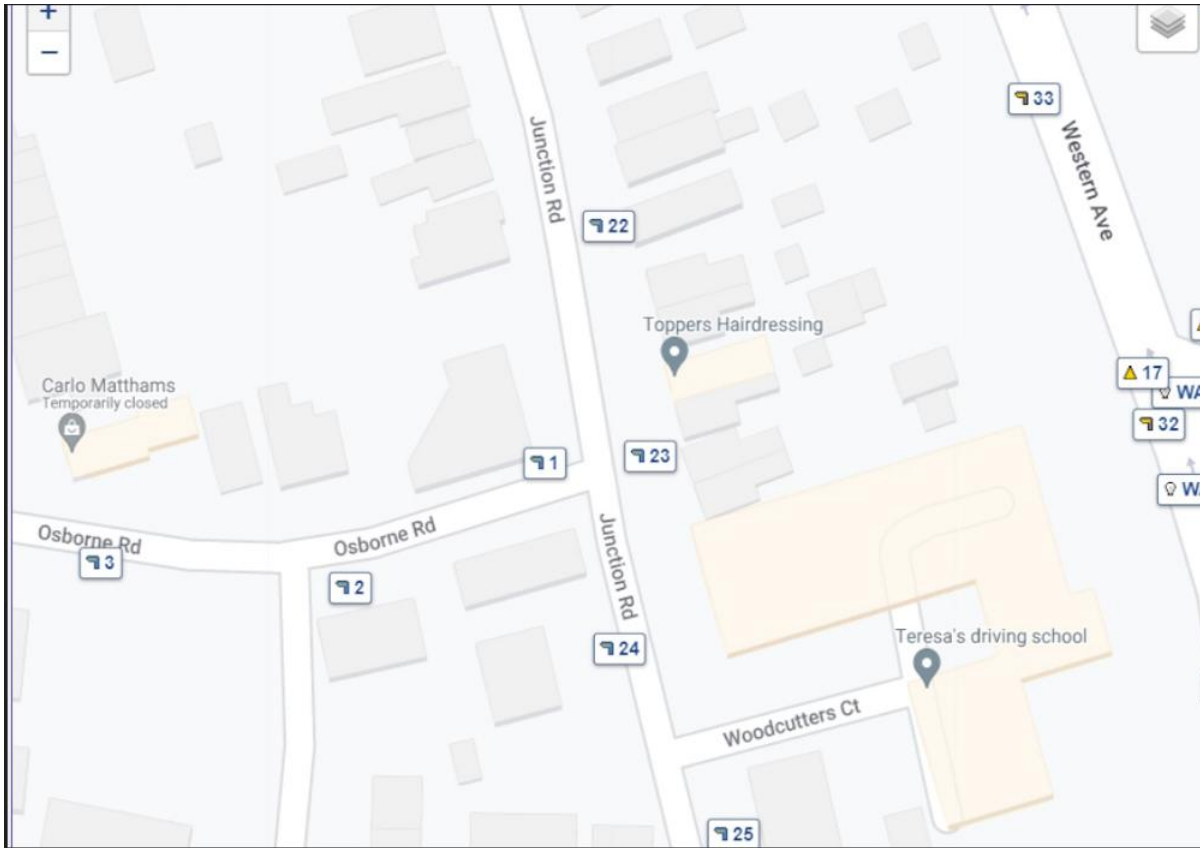 +
−
33
Junction Rd
Western Ave
22
Toppers Hairdressing
Carlo Matthams
Temporarily closed
17
WA
32
1
23
W
Osborne Rd
Osborne Rd
3
2
Junction Rd
24
Teresa's driving school
Woodcutters Ct
25